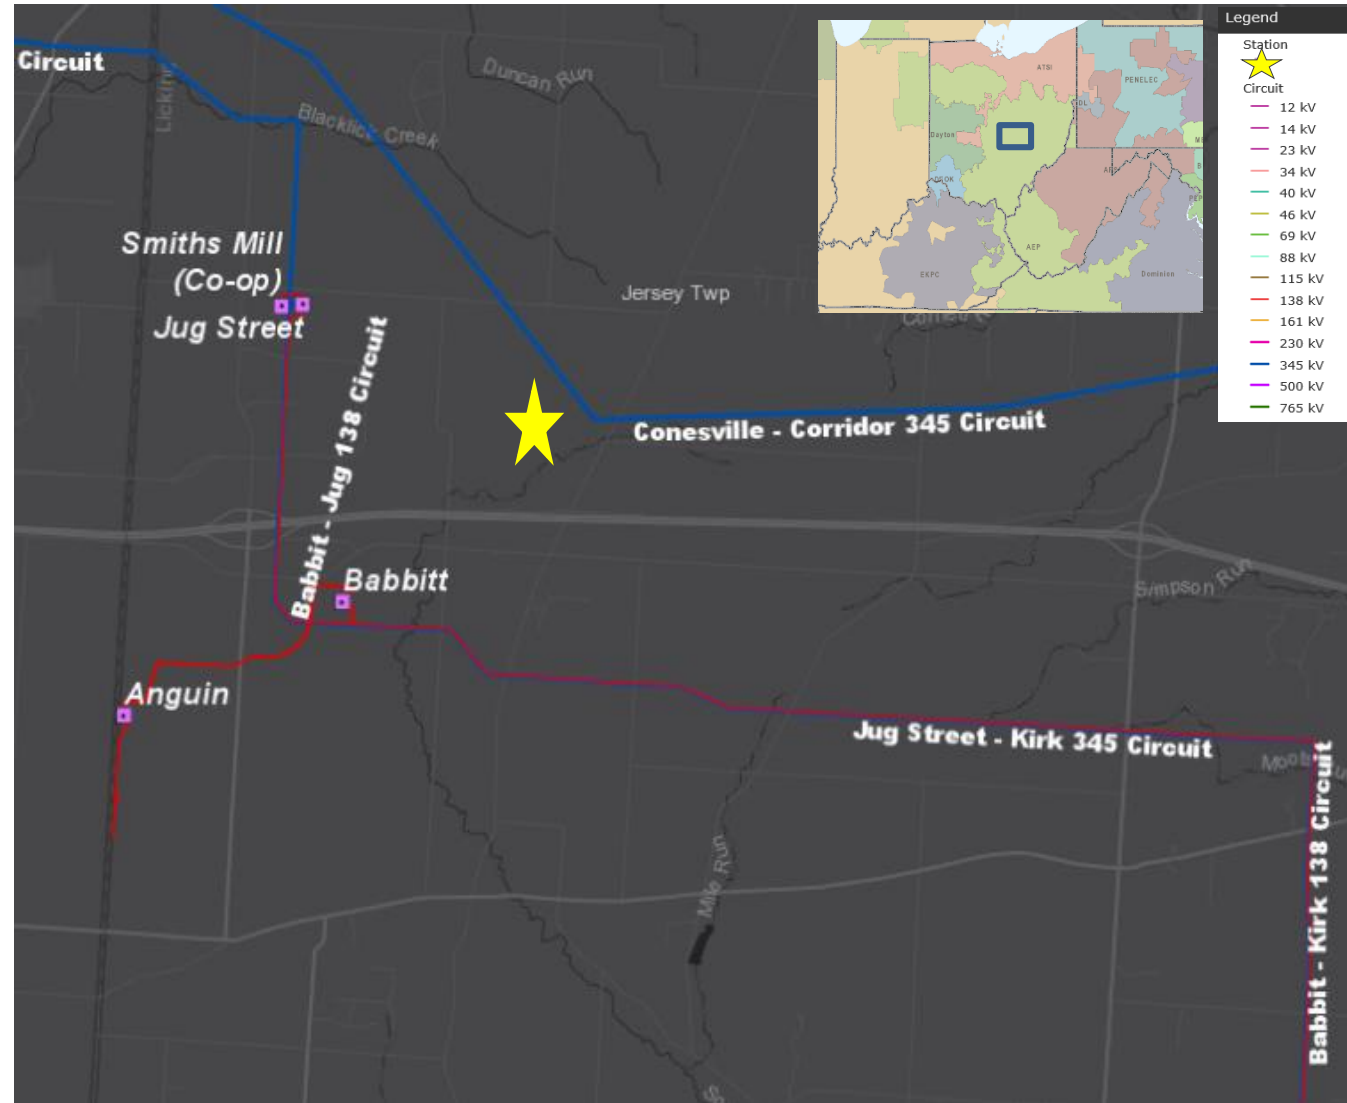 Circuit
Licking
Duncan Run
Blacklick Creek
Smiths Mill
(Co-op)
Jug Street
Jersey Twp
Babbit - Jug 138 Circuit
Conesville - Corridor 345 Circuit
Babbitt
Anguin
Simpson Run
Jug Street - Kirk 345 Circuit
Babbit - Kirk 138 Circuit
Run
ATSI
PENELEC
Dayton
DEOK
AEP
EKPC
Dominion
Legend
Station
Circuit
12 kV
14 kV
23 kV
34 kV
40 kV
46 kV
69 kV
88 kV
115 kV
138 kV
161 kV
230 kV
345 kV
500 kV
765 kV